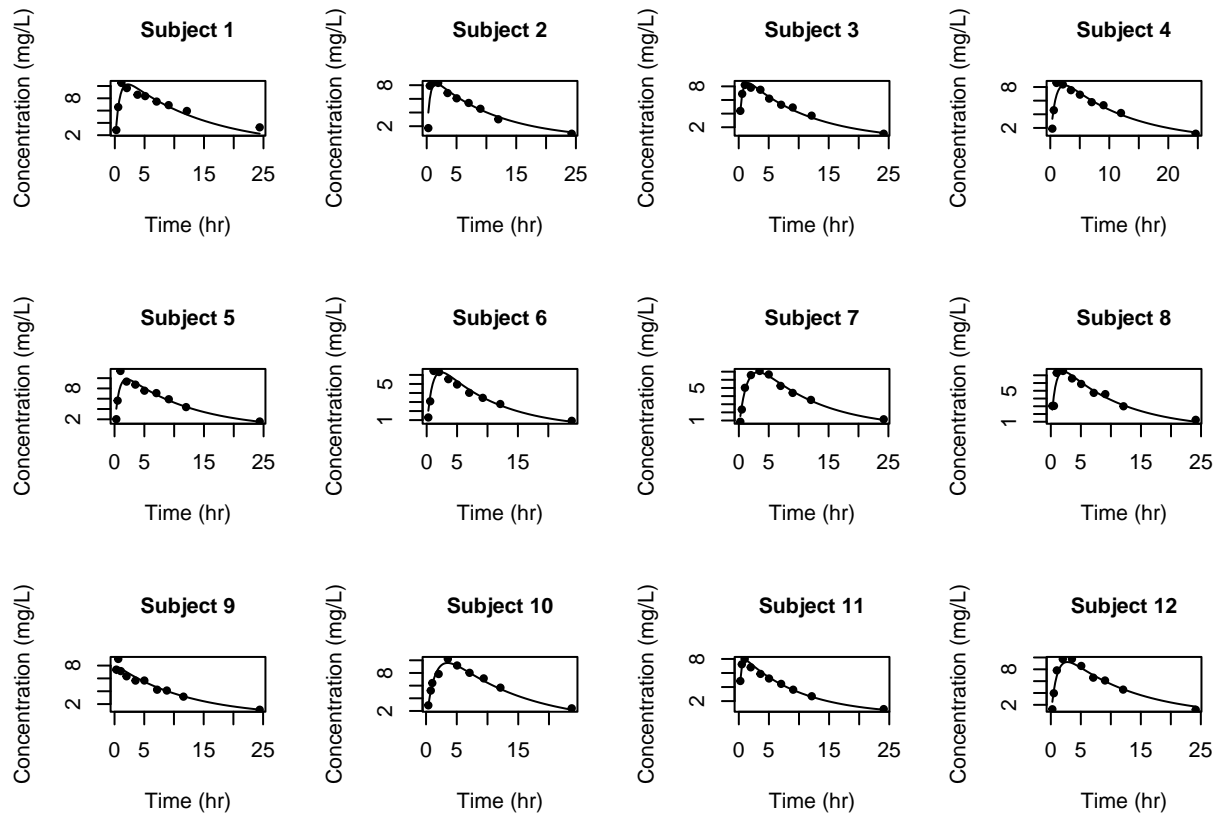 Subject 1
Concentration (mg/L)
2 8
0 5 15 25
Time (hr)
Subject 2
Concentration (mg/L)
2 8
0 5 15 25
Time (hr)
Subject 3
Concentration (mg/L)
2 8
0 5 15 25
Time (hr)
Subject 4
Concentration (mg/L)
2 8
0 10 20
Time (hr)
Subject 5
Concentration (mg/L)
2 8
0 5 15 25
Time (hr)
Subject 6
Concentration (mg/L)
1 5
0 5 15
Time (hr)
Subject 7
Concentration (mg/L)
1 5
0 5 15 25
Time (hr)
Subject 8
Concentration (mg/L)
1 5
0 5 15 25
Time (hr)
Subject 9
Concentration (mg/L)
2 8
0 5 15 25
Time (hr)
Subject 10
Concentration (mg/L)
2 8
0 5 15
Time (hr)
Subject 11
Concentration (mg/L)
2 8
0 5 15 25
Time (hr)
Subject 12
Concentration (mg/L)
2 8
0 5 15 25
Time (hr)